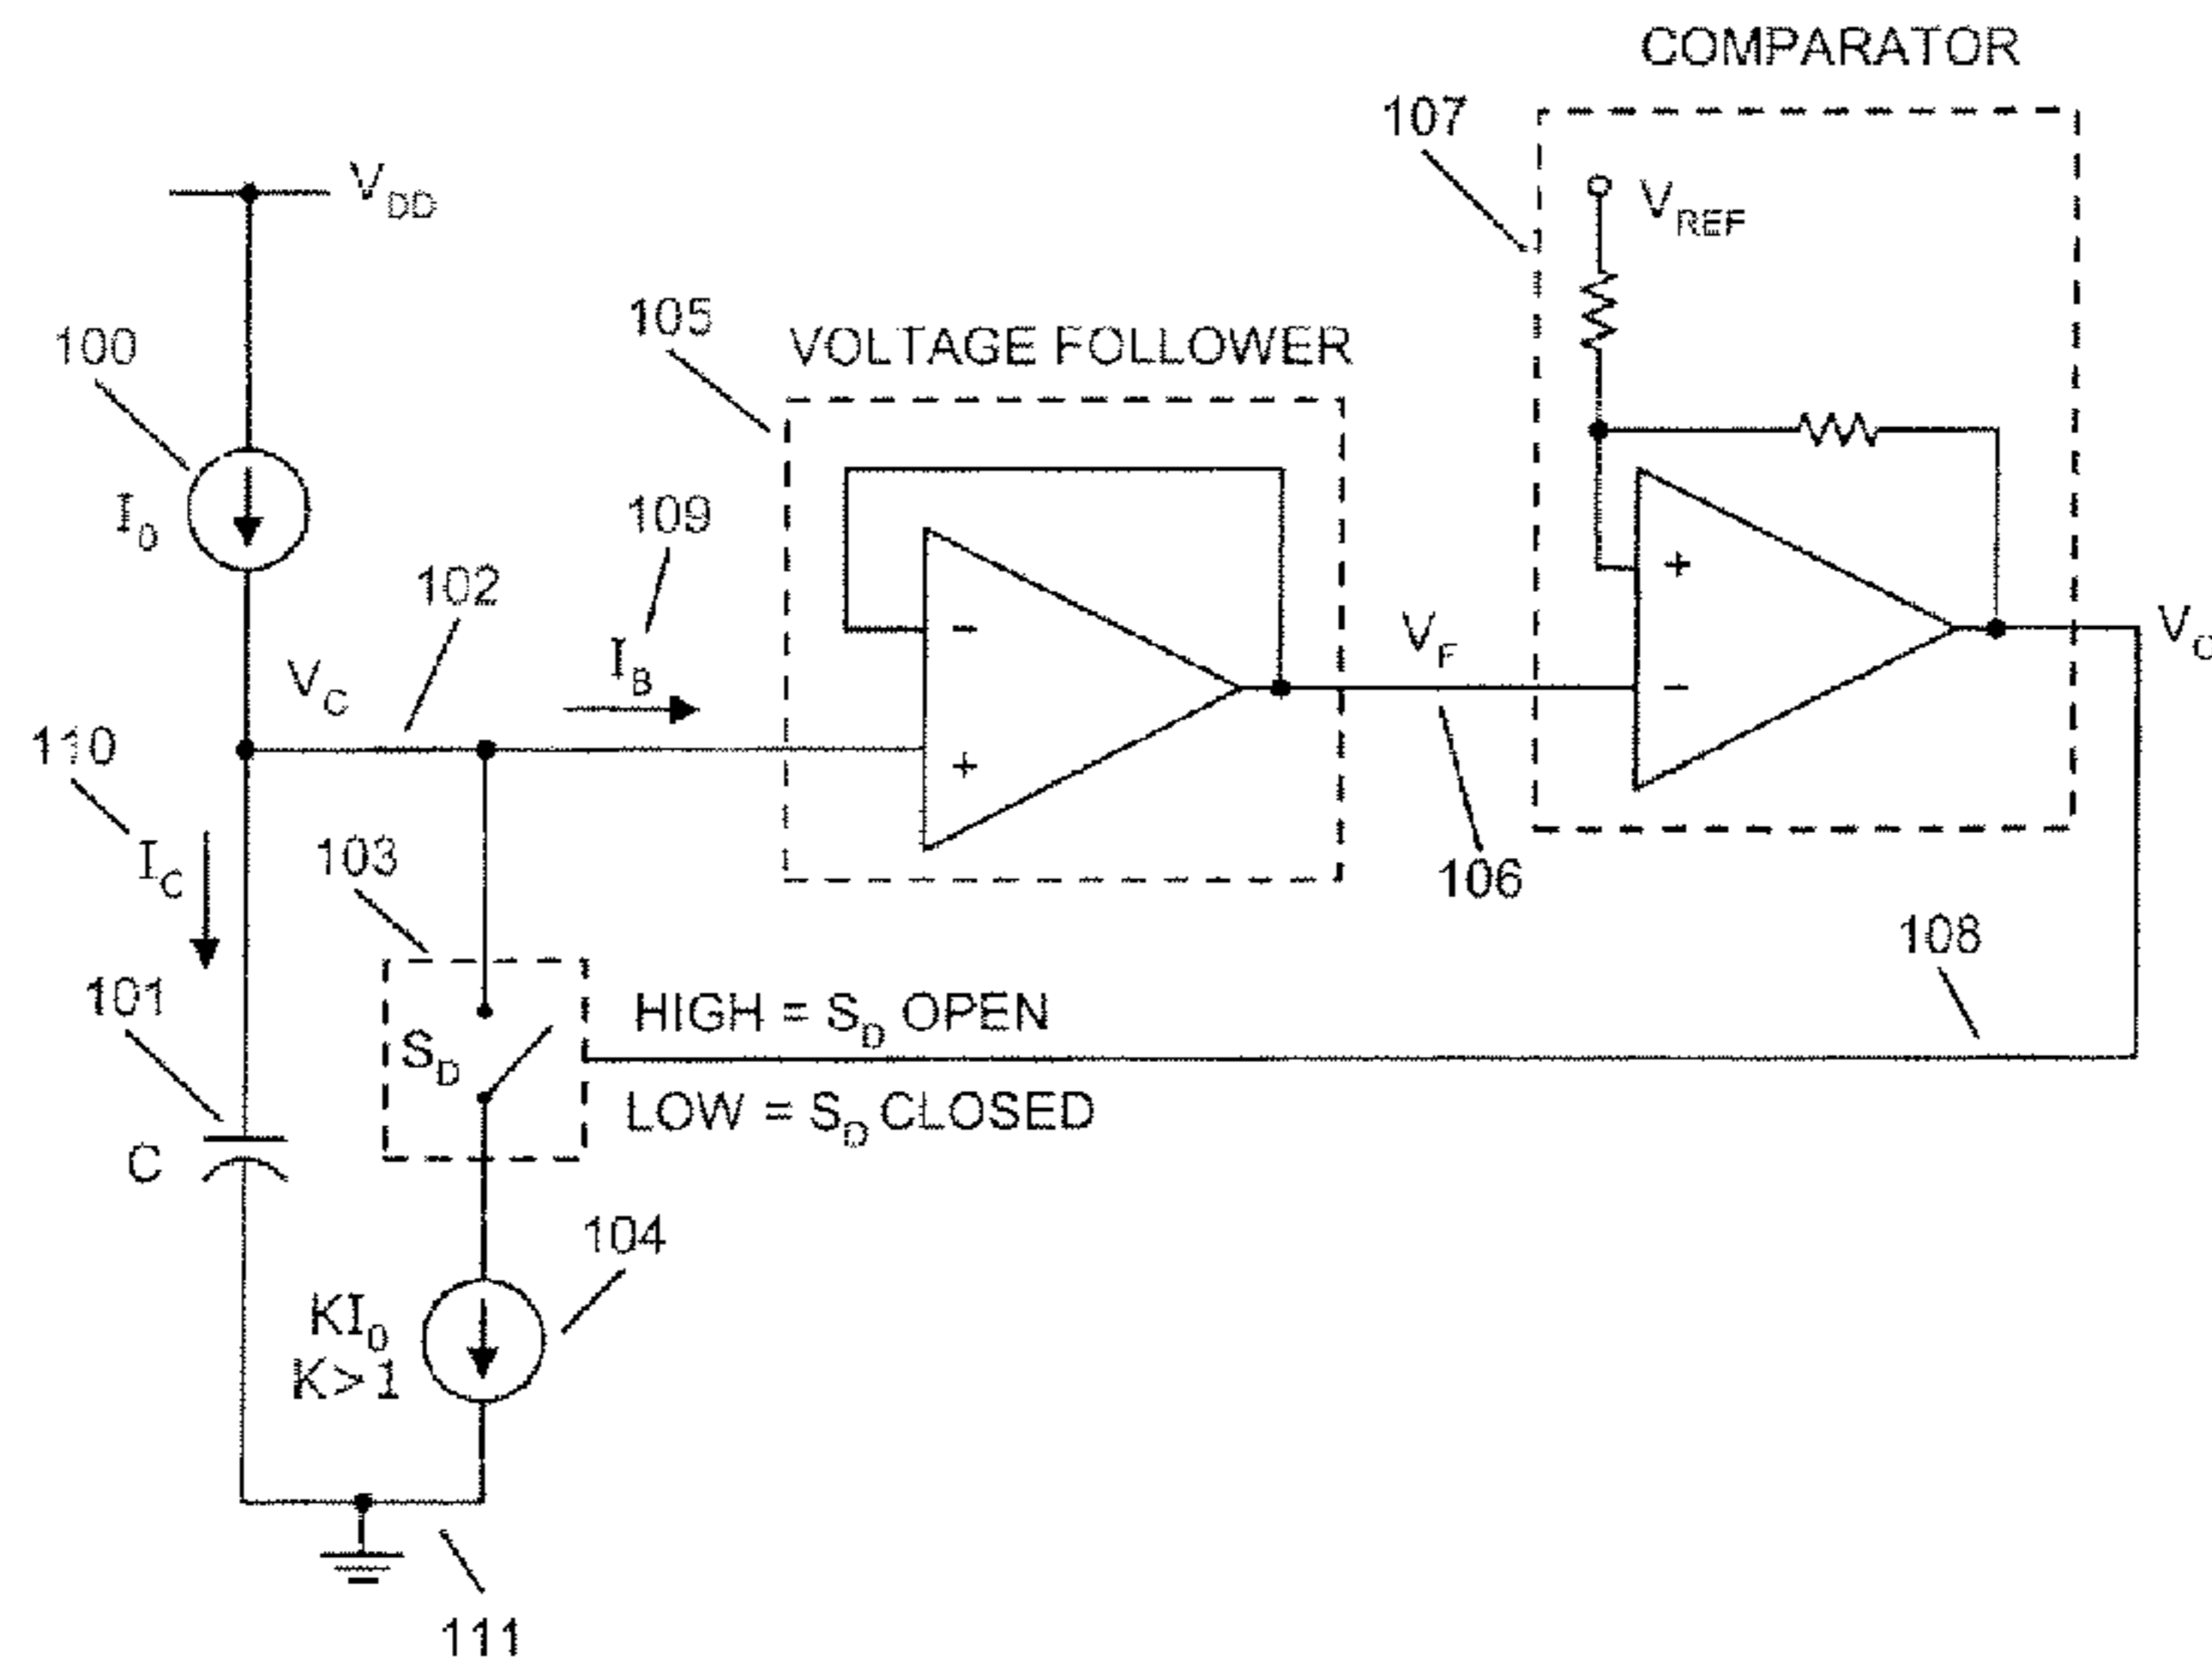 COMPARATOR
107
V_DD
V_REF
105
VOLTAGE FOLLOWER
100
I_0
109
102
I_B
V_C
V_F
110
I_C
+
-
-
+
V_O
103
106
108
101
HIGH = S_D OPEN
S_D
LOW = S_D CLOSED
C
104
KI_0
K>1
111